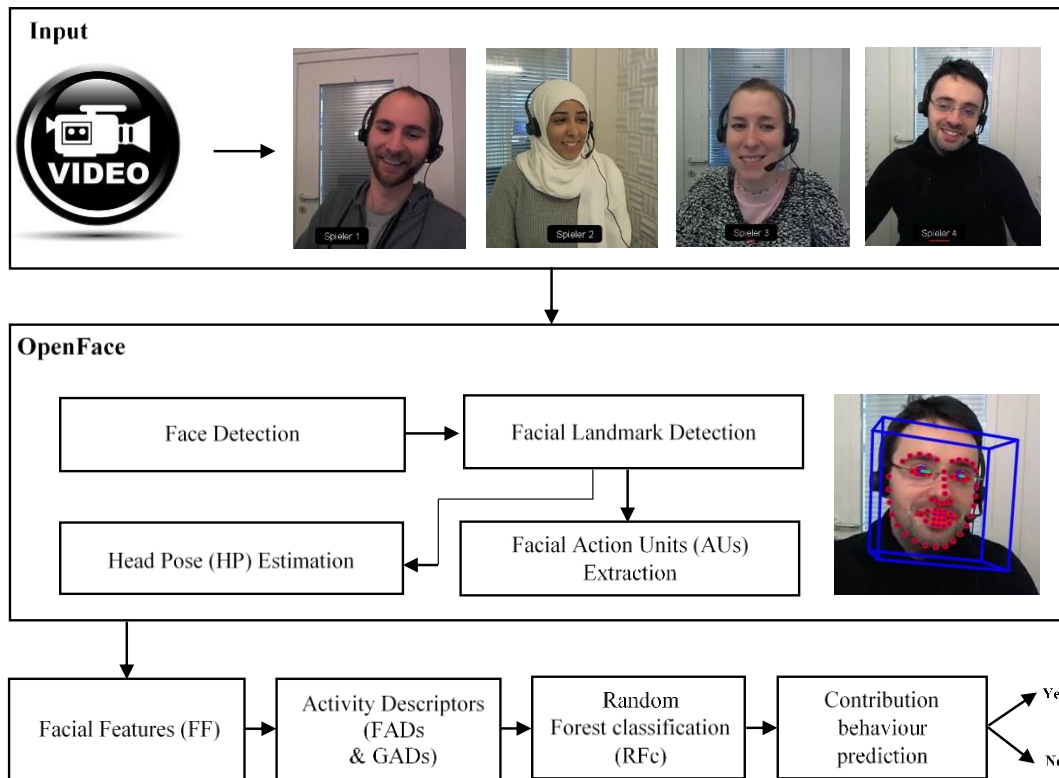 Input
VIDEO
Spieler 1
Spieler 2
Spieler 3
Spieler 4
OpenFace
Face Detection
Facial Landmark Detection
Head Pose (HP) Estimation
Facial Action Units (AUs)
Extraction
Facial Features (FF)
Activity Descriptors
(FADs
& GADs)
Random
Forest classification
(RFc)
Contribution
behaviour
prediction
Ye
No